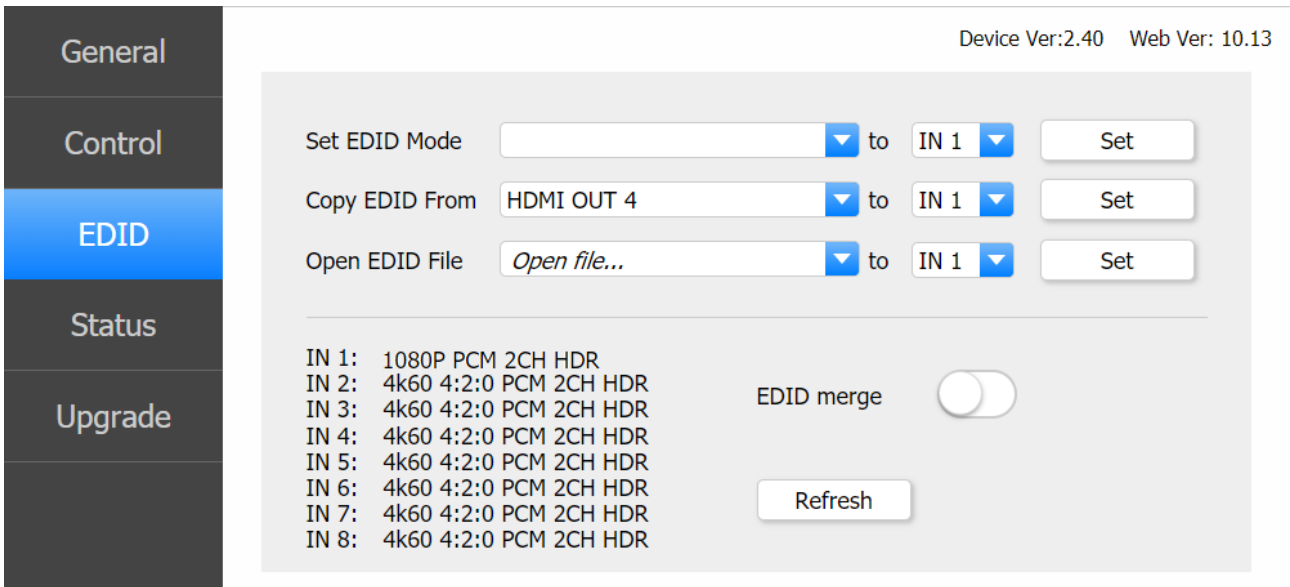 General
Control
EDID
Status
Upgrade
Device Ver:2.40 Web Ver: 10.13
Set EDID Mode to IN 1 Set
Copy EDID From HDMI OUT 4 to IN 1 Set
Open EDID File Open file... to IN 1 Set
IN 1: 1080P PCM 2CH HDR
IN 2: 4k60 4:2:0 PCM 2CH HDR
IN 3: 4k60 4:2:0 PCM 2CH HDR
IN 4: 4k60 4:2:0 PCM 2CH HDR
IN 5: 4k60 4:2:0 PCM 2CH HDR
IN 6: 4k60 4:2:0 PCM 2CH HDR
IN 7: 4k60 4:2:0 PCM 2CH HDR
IN 8: 4k60 4:2:0 PCM 2CH HDR
EDID merge
Refresh